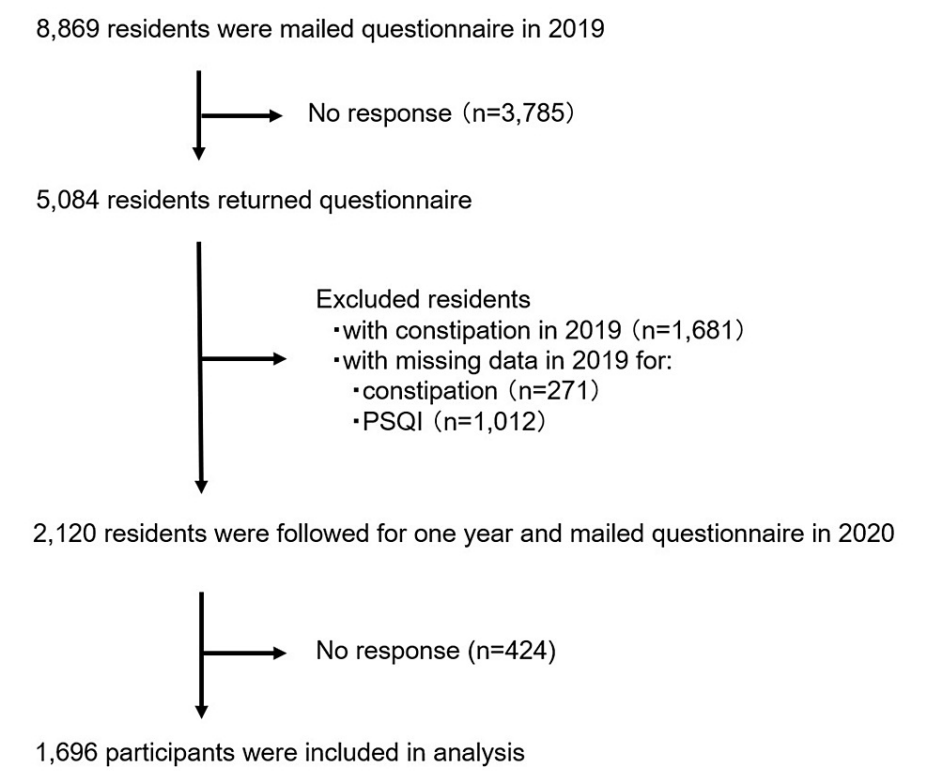 8,869 residents were mailed questionnaire in 2019
No response（n=3,785）
5,084 residents returned questionnaire
Excluded residents
・with constipation in 2019（n=1,681）
・with missing data in 2019 for:
・constipation（n=271）
・PSQI（n=1,012）
2,120 residents were followed for one year and mailed questionnaire in 2020
No response (n=424)
1,696 participants were included in analysis